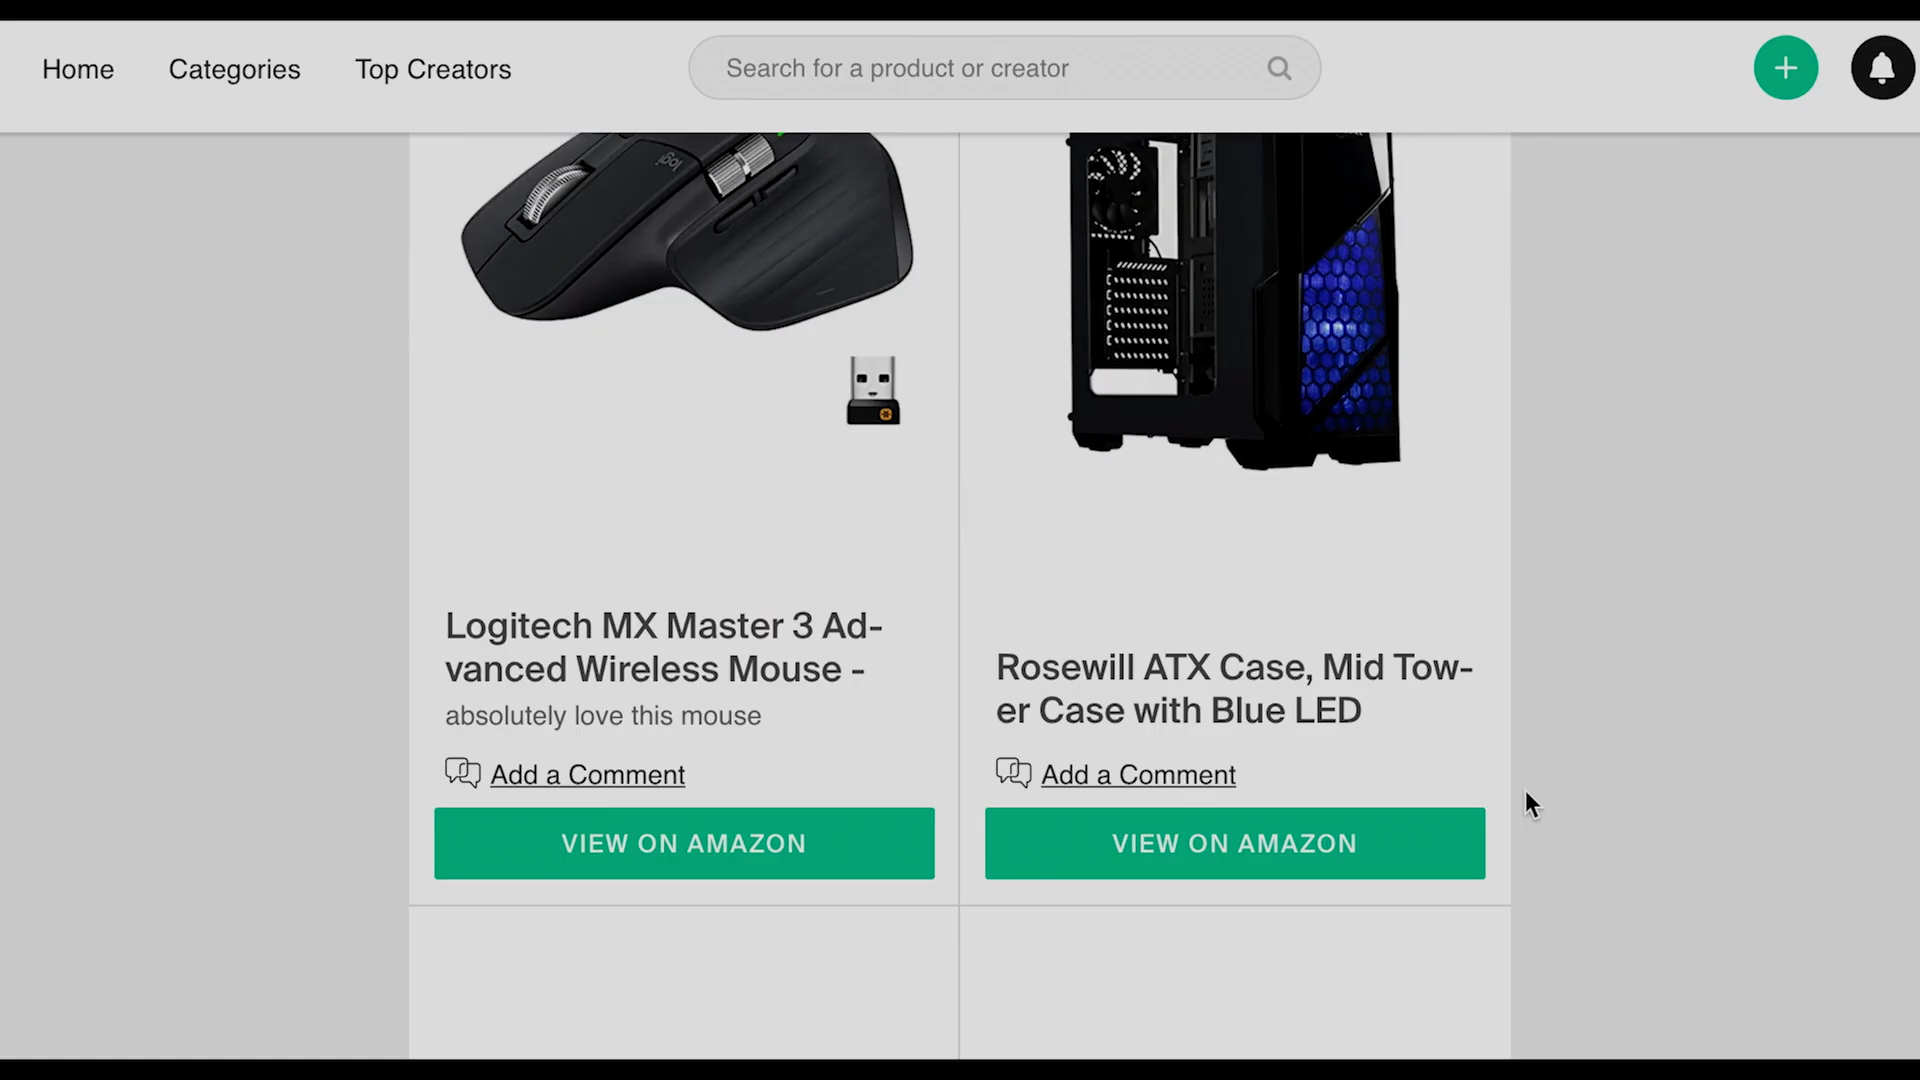 Home Categories Top Creators Search for a product or creator
logi
Logitech MX Master 3 Ad-
vanced Wireless Mouse -
absolutely love this mouse
Add a Comment
VIEW ON AMAZON
Rosewill ATX Case, Mid Tow-
er Case with Blue LED
Add a Comment
VIEW ON AMAZON